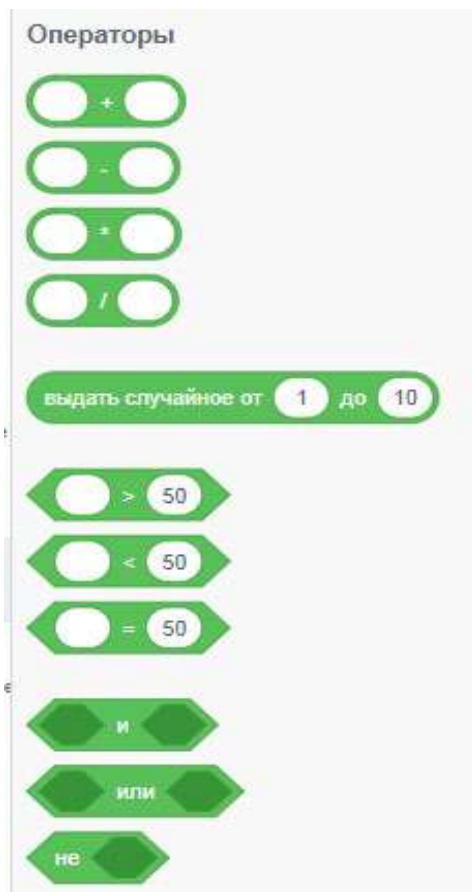 Операторы
+
-
*
/
выдать случайное от 1 до 10
> 50
< 50
= 50
и
или
не